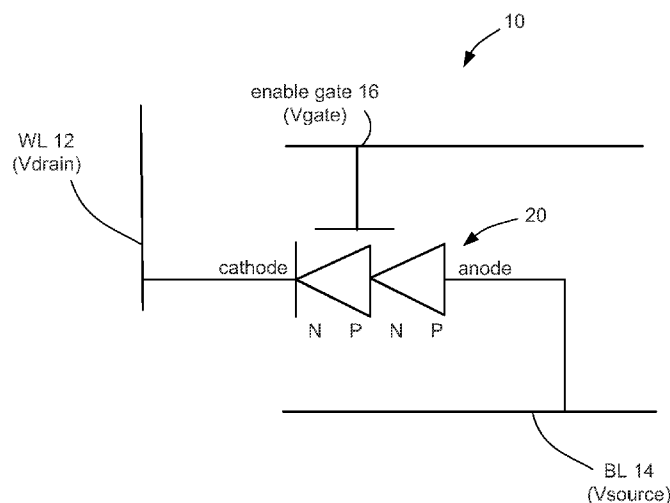 10
enable gate 16
(Vgate)
WL 12
(Vdrain)
20
cathode
anode
N P N P
BL 14
(Vsource)